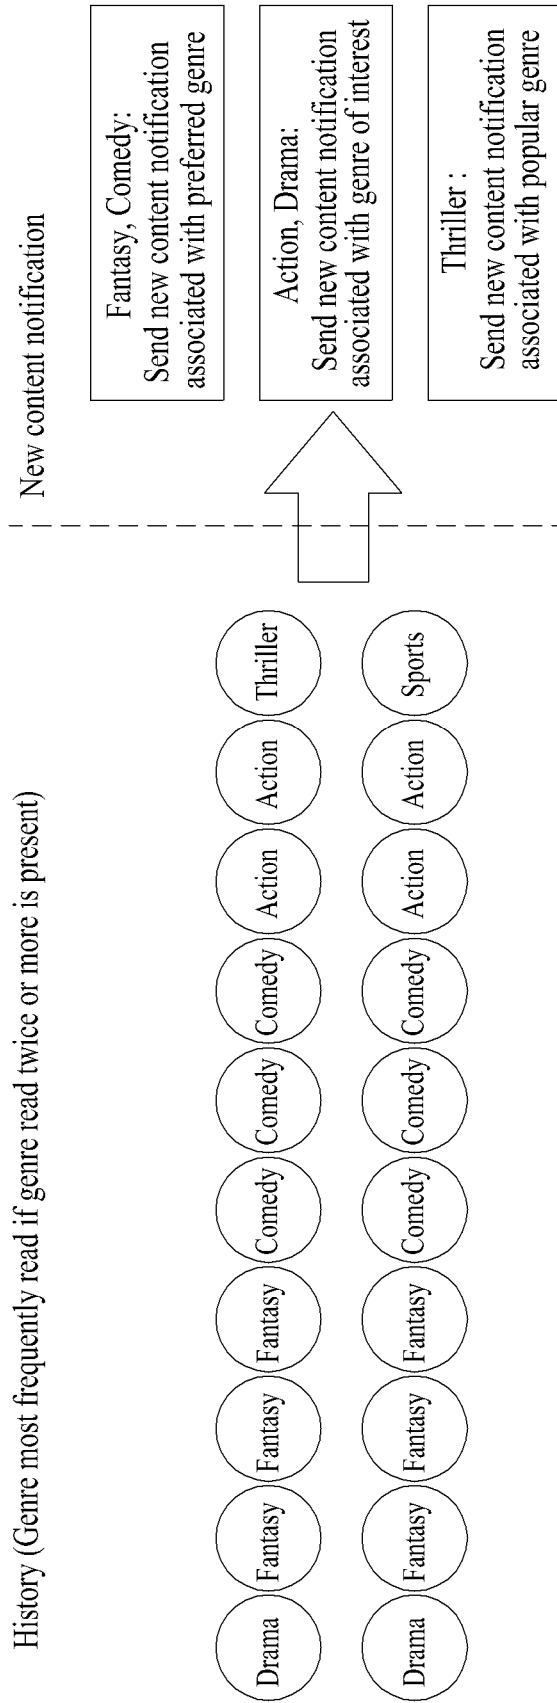 History (Genre most frequently read if genre read twice or more is present)
Drama Fantasy Fantasy Fantasy Comedy Comedy Comedy Action Action Thriller
Drama Fantasy Fantasy Fantasy Comedy Comedy Comedy Action Action Sports
New content notification
Fantasy, Comedy:
Send new content notification
associated with preferred genre
Action, Drama:
Send new content notification
associated with genre of interest
Thriller :
Send new content notification
associated with popular genre